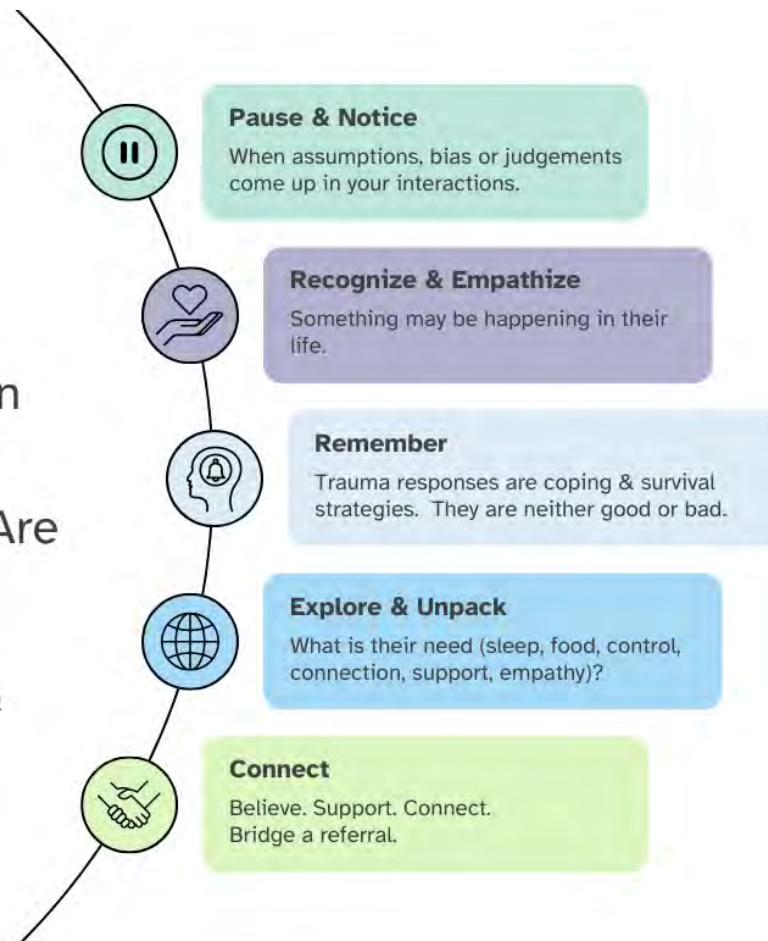 Pause & Notice
When assumptions, bias or judgements
come up in your interactions.
Recognize & Empathize
Something may be happening in their
life.
n
Remember
Trauma responses are coping & survival
strategies.  They are neither good or bad.
Are
Explore & Unpack
What is their need (sleep, food, control,
connection, support, empathy)?
Connect
Believe. Support. Connect.
Bridge a referral.